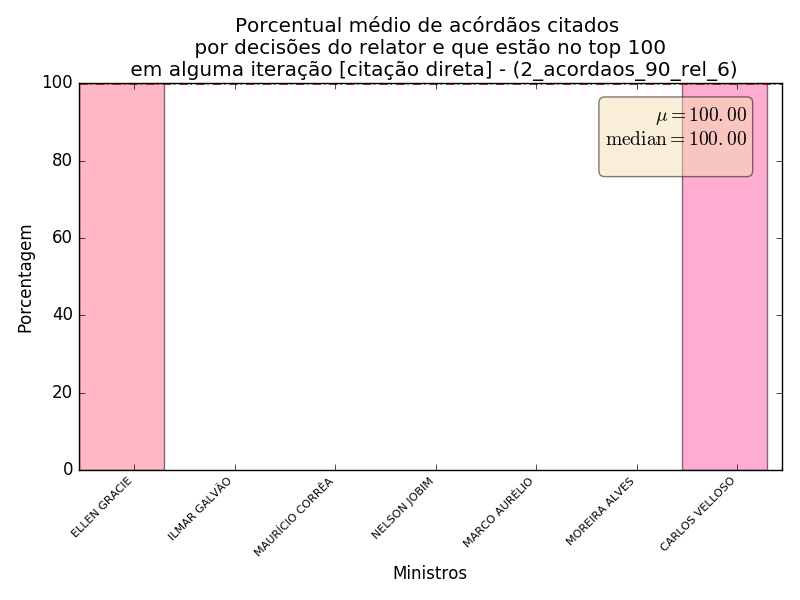 Porcentual médio de acórdãos citados
por decisões do relator e que estão no top 100
em alguma iteração [citação direta] - (2_acordaos_90_rel_6)
100
80
60
40
20
0
Porcentagem
μ = 100.00
median = 100.00
ELLEN GRACIE
ILMAR GALVÃO
MAURÍCIO CORRÊA
NELSON JOBIM
MARCO AURÉLIO
MOREIRA ALVES
CARLOS VELLOSO
Ministros